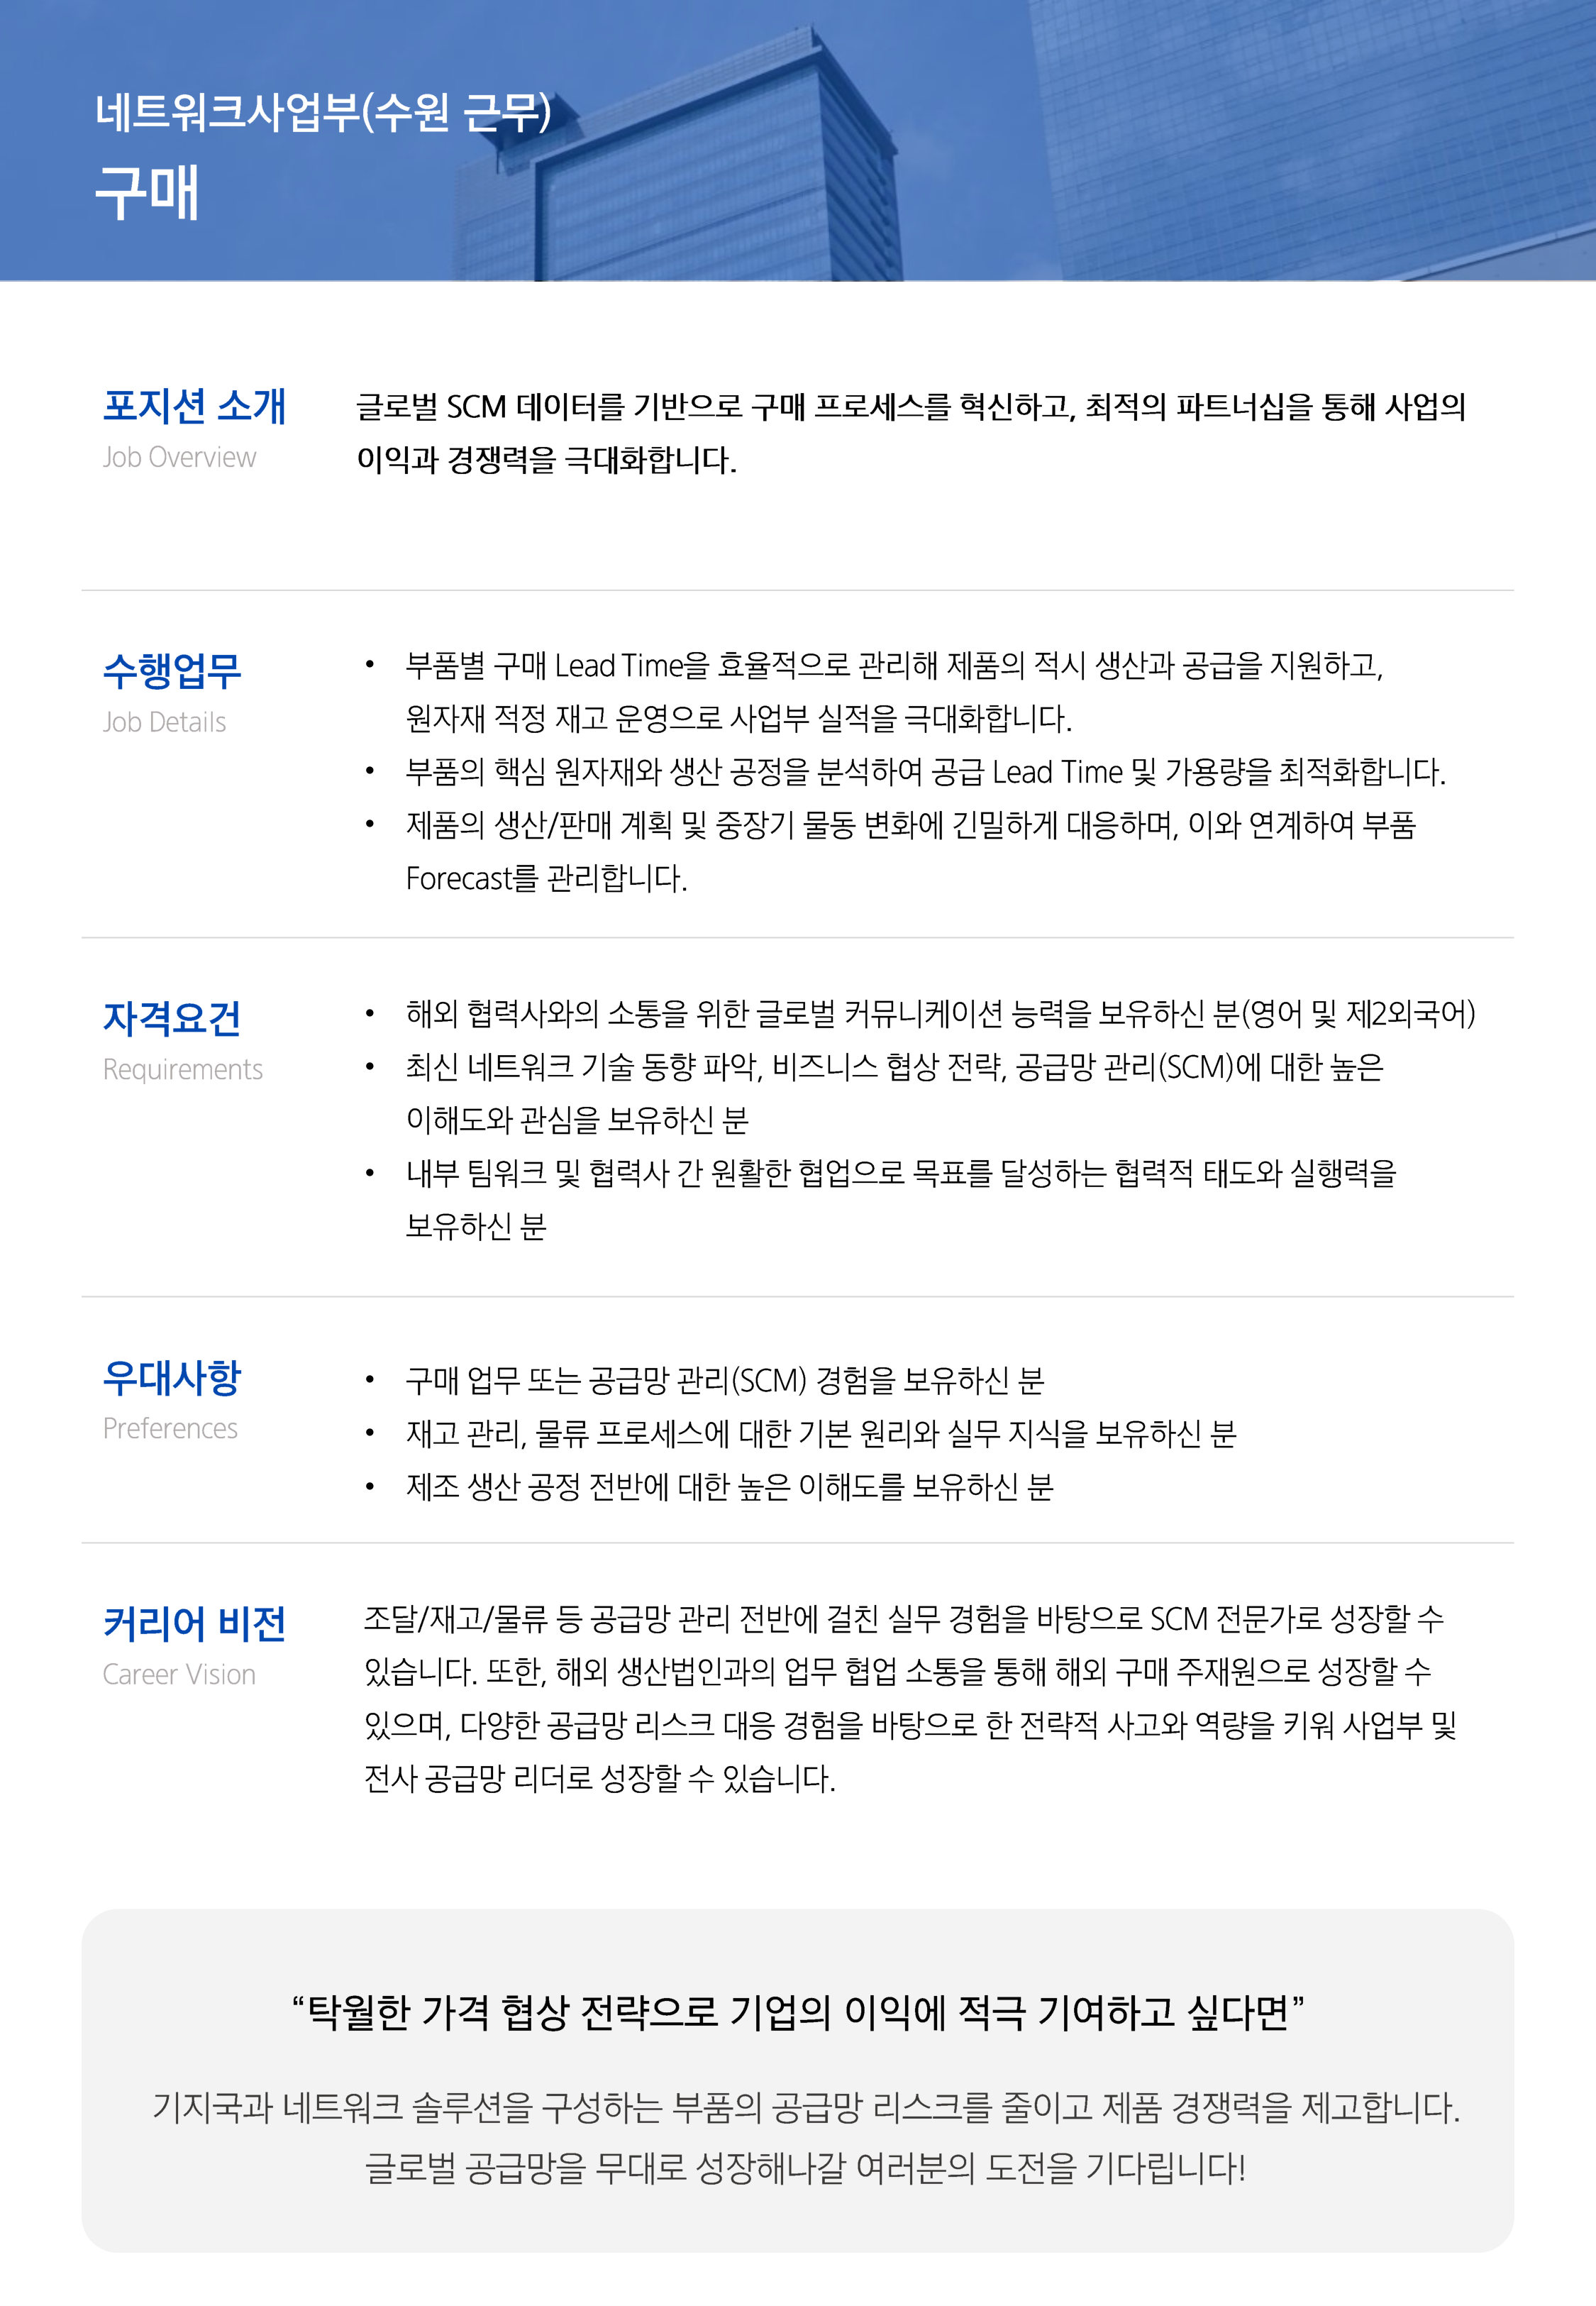 네트워크사업부(수원 근무)
구매
포지션 소개
Job Overview
글로벌 SCM 데이터를 기반으로 구매 프로세스를 혁신하고, 최적의 파트너십을 통해 사업의
이익과 경쟁력을 극대화합니다.
수행업무
Job Details
• 부품별 구매 Lead Time을 효율적으로 관리해 제품의 적시 생산과 공급을 지원하고,
원자재 적정 재고 운영으로 사업부 실적을 극대화합니다.
• 부품의 핵심 원자재와 생산 공정을 분석하여 공급 Lead Time 및 가용량을 최적화합니다.
• 제품의 생산/판매 계획 및 중장기 물동 변화에 긴밀하게 대응하며, 이와 연계하여 부품
Forecast를 관리합니다.
자격요건
Requirements
• 해외 협력사와의 소통을 위한 글로벌 커뮤니케이션 능력을 보유하신 분(영어 및 제2외국어)
• 최신 네트워크 기술 동향 파악, 비즈니스 협상 전략, 공급망 관리(SCM)에 대한 높은
이해도와 관심을 보유하신 분
• 내부 팀워크 및 협력사 간 원활한 협업으로 목표를 달성하는 협력적 태도와 실행력을
보유하신 분
우대사항
Preferences
• 구매 업무 또는 공급망 관리(SCM) 경험을 보유하신 분
• 재고 관리, 물류 프로세스에 대한 기본 원리와 실무 지식을 보유하신 분
• 제조 생산 공정 전반에 대한 높은 이해도를 보유하신 분
커리어 비전
Career Vision
조달/재고/물류 등 공급망 관리 전반에 걸친 실무 경험을 바탕으로 SCM 전문가로 성장할 수
있습니다. 또한, 해외 생산법인과의 업무 협업 소통을 통해 해외 구매 주재원으로 성장할 수
있으며, 다양한 공급망 리스크 대응 경험을 바탕으로 한 전략적 사고와 역량을 키워 사업부 및
전사 공급망 리더로 성장할 수 있습니다.
“탁월한 가격 협상 전략으로 기업의 이익에 적극 기여하고 싶다면”
기지국과 네트워크 솔루션을 구성하는 부품의 공급망 리스크를 줄이고 제품 경쟁력을 제고합니다.
글로벌 공급망을 무대로 성장해나갈 여러분의 도전을 기다립니다!